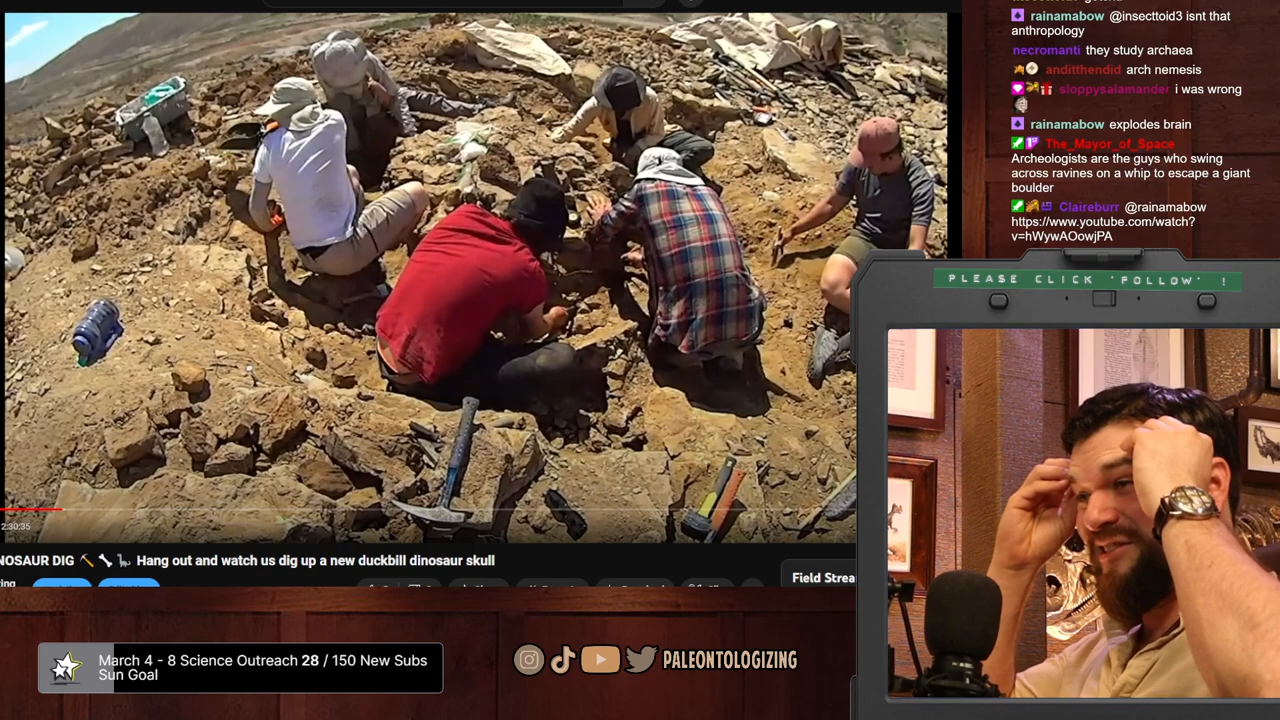 rainamabow @insecttoid3 isnt that
anthropology
necromanti they study archaea
anditthendid arch nemesis
sloppysalamander i was wrong
rainamabow explodes brain
The_Mayor_of_Space
Archeologists are the guys who swing
across ravines on a whip to escape a giant
boulder
Claireburr @rainamabow
https://www.youtube.com/watch?
v=hWywAOowjPA
PLEASE CLICK 'FOLLOW' !
2:30:35
NOSAUR DIG ⛏️ 🦴 🦕 Hang out and watch us dig up a new duckbill dinosaur skull
Field Strea
March 4 - 8 Science Outreach 28 / 150 New Subs
Sun Goal
PALEONTOLOGIZING